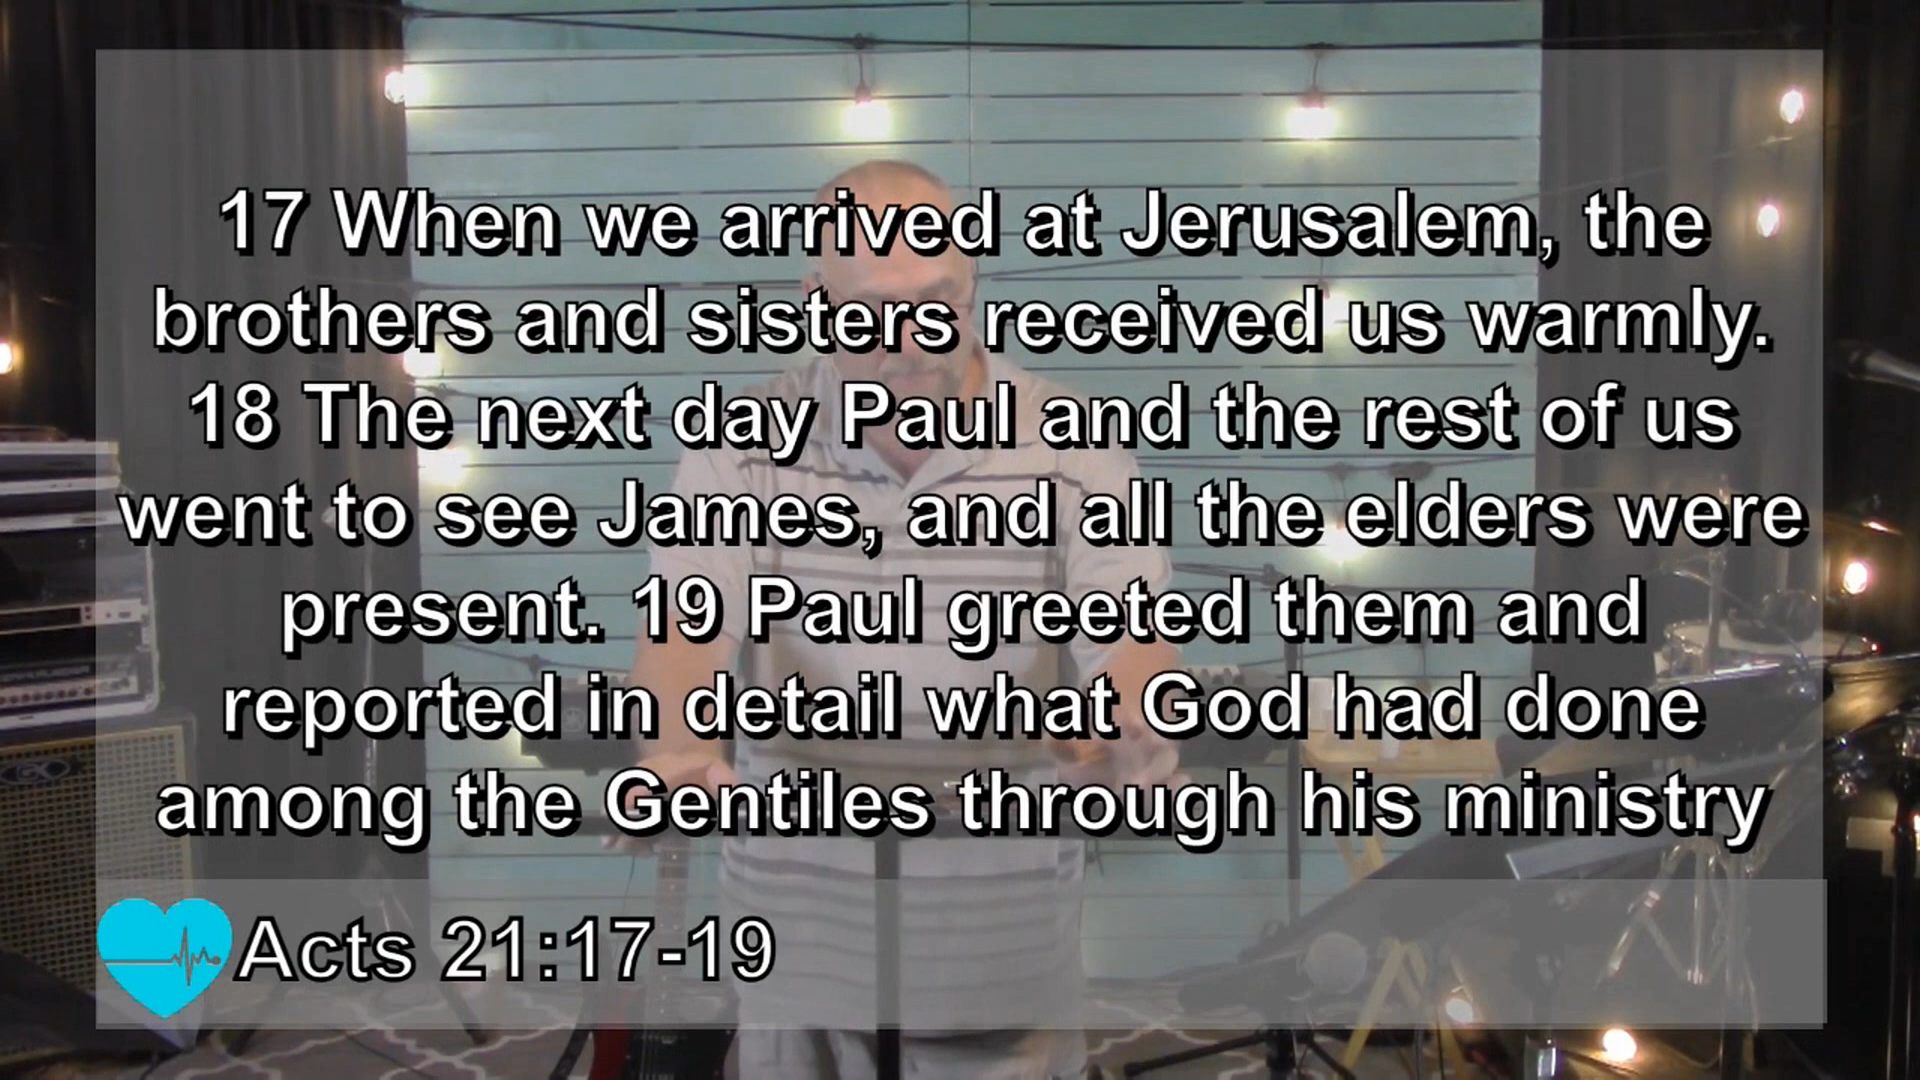 17 When we arrived at Jerusalem, the
brothers and sisters received us warmly.
18 The next day Paul and the rest of us
went to see James, and all the elders were
present. 19 Paul greeted them and
reported in detail what God had done
among the Gentiles through his ministry
Acts 21:17-19